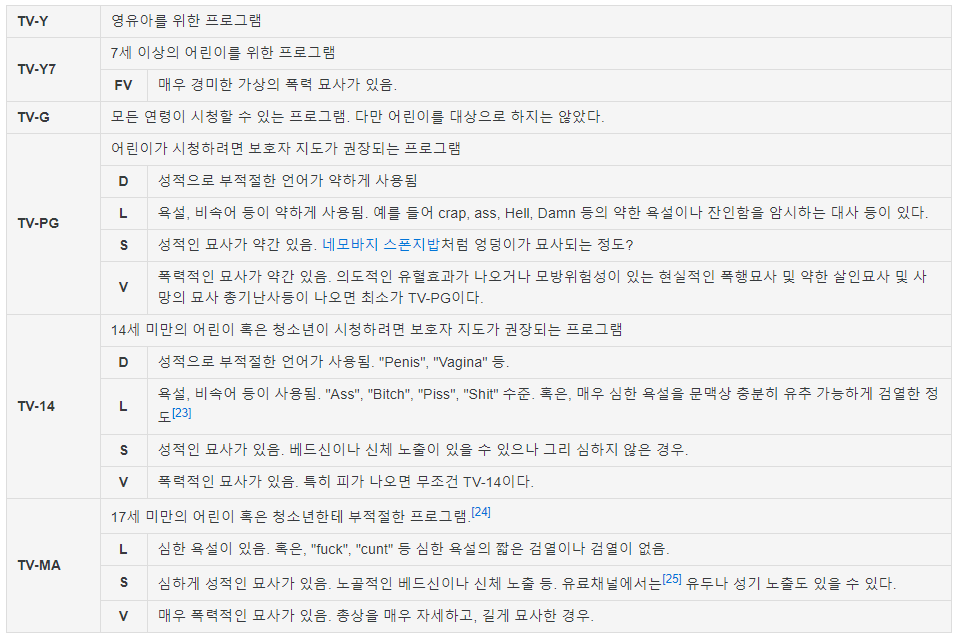 TV-Y 영유아를 위한 프로그램
TV-Y7
7세 이상의 어린이를 위한 프로그램
FV 매우 경미한 가상의 폭력 묘사가 있음.
TV-G 모든 연령이 시청할 수 있는 프로그램. 다만 어린이를 대상으로 하지는 않았다.
TV-PG
어린이가 시청하려면 보호자 지도가 권장되는 프로그램
D 성적으로 부적절한 언어가 약하게 사용됨
L 욕설, 비속어 등이 약하게 사용됨. 예를 들어 crap, ass, Hell, Damn 등의 약한 욕설이나 잔인함을 암시하는 대사 등이 있다.
S 성적인 묘사가 약간 있음. 네모바지 스폰지밥처럼 엉덩이가 묘사되는 정도?
V 폭력적인 묘사가 약간 있음. 의도적인 유혈효과가 나오거나 모방위험성이 있는 현실적인 폭행묘사 및 약한 살인묘사 및 사
망의 묘사 총기난사등이 나오면 최소가 TV-PG이다.
TV-14
14세 미만의 어린이 혹은 청소년이 시청하려면 보호자 지도가 권장되는 프로그램
D 성적으로 부적절한 언어가 사용됨. "Penis", "Vagina" 등.
L 욕설, 비속어 등이 사용됨. "Ass", "Bitch", "Piss", "Shit" 수준. 혹은, 매우 심한 욕설을 문맥상 충분히 유추 가능하게 검열한 정
도[23]
S 성적인 묘사가 있음. 베드신이나 신체 노출이 있을 수 있으나 그리 심하지 않은 경우.
V 폭력적인 묘사가 있음. 특히 피가 나오면 무조건 TV-14이다.
TV-MA
17세 미만의 어린이 혹은 청소년한테 부적절한 프로그램.[24]
L 심한 욕설이 있음. 혹은, "fuck", "cunt" 등 심한 욕설의 짧은 검열이나 검열이 없음.
S 심하게 성적인 묘사가 있음. 노골적인 베드신이나 신체 노출 등. 유료채널에서는[25] 유두나 성기 노출도 있을 수 있다.
V 매우 폭력적인 묘사가 있음. 총상을 매우 자세하고, 길게 묘사한 경우.